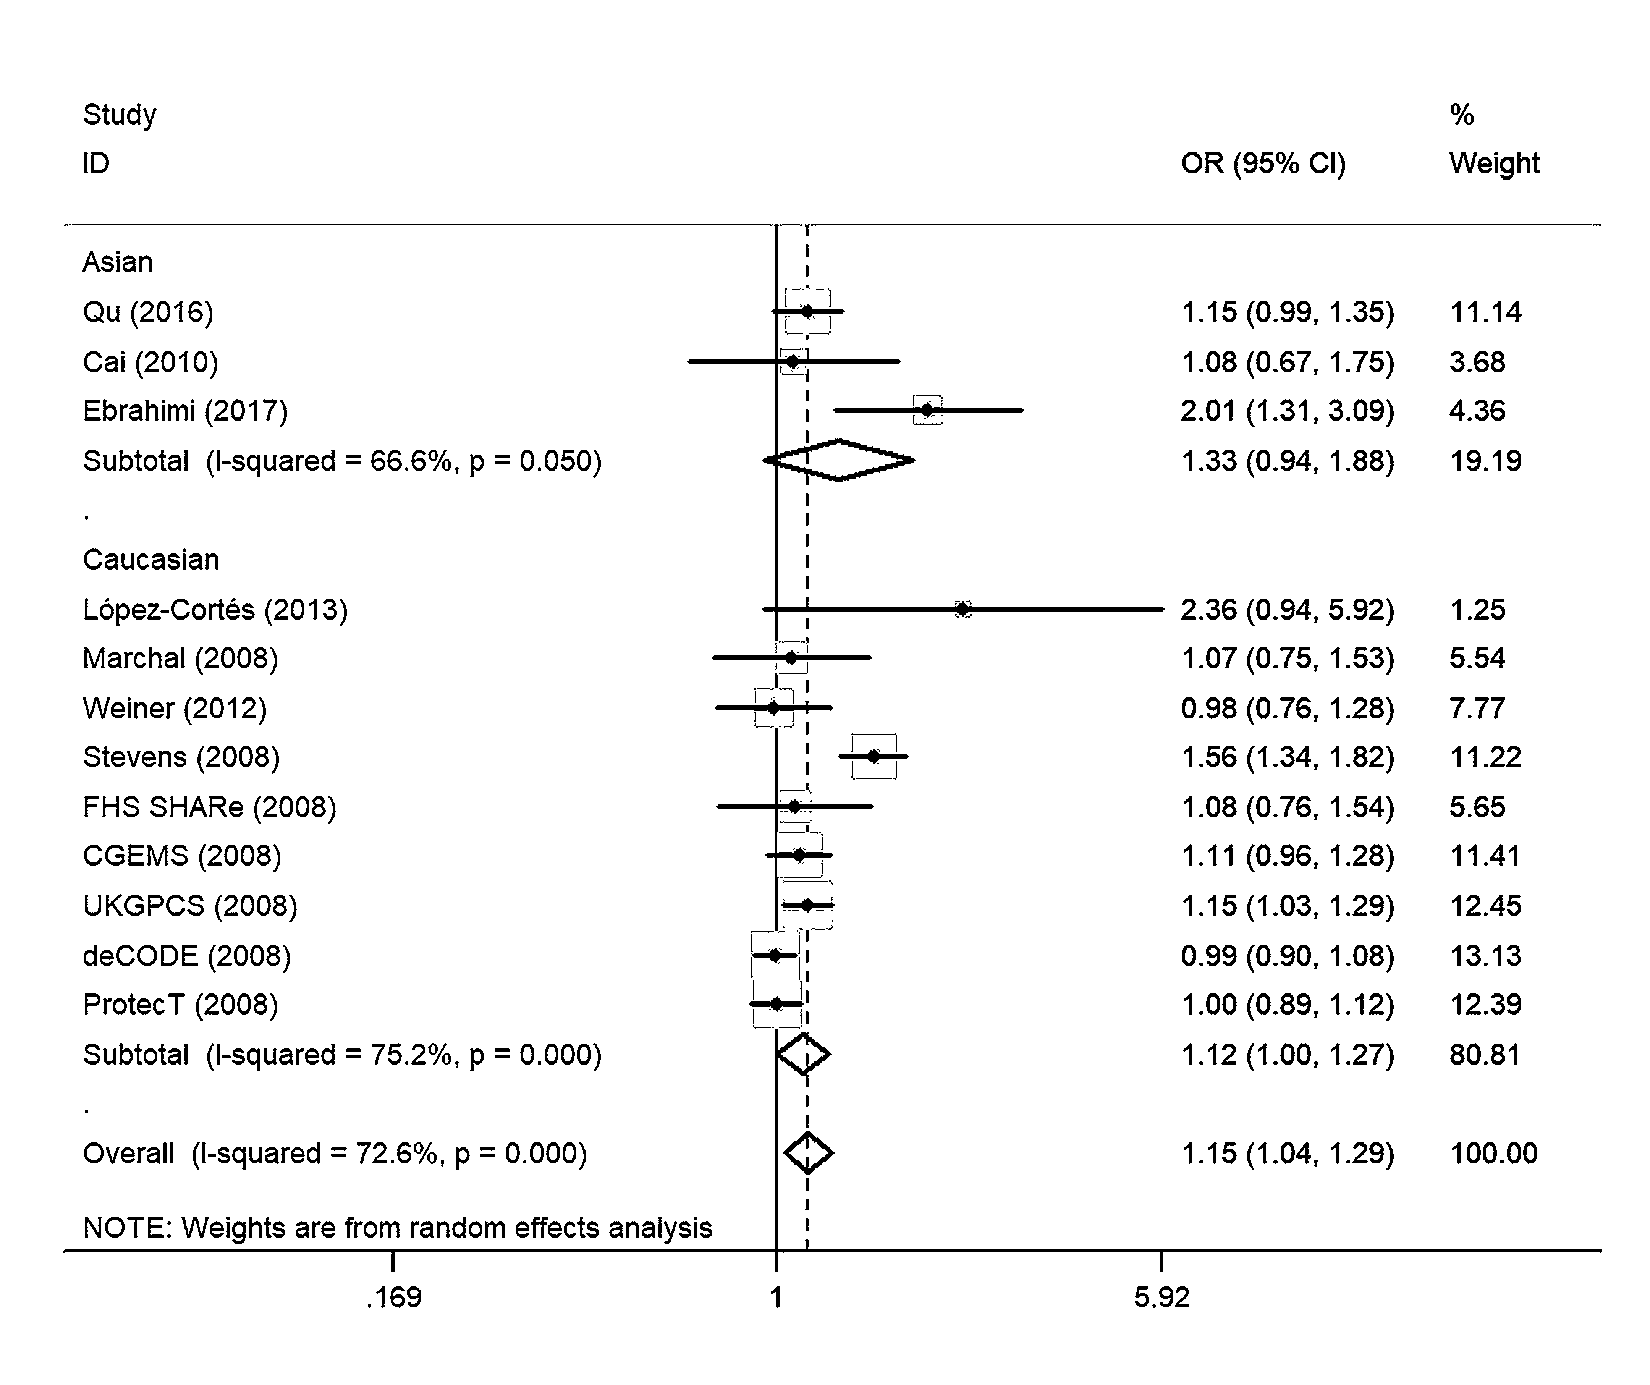 Study %
ID OR (95% CI) Weight
Asian
Qu (2016) 1.15 (0.99, 1.35) 11.14
Cai (2010) 1.08 (0.67, 1.75) 3.68
Ebrahimi (2017) 2.01 (1.31, 3.09) 4.36
Subtotal (I-squared = 66.6%, p = 0.050) 1.33 (0.94, 1.88) 19.19
.
Caucasian
López-Cortés (2013) 2.36 (0.94, 5.92) 1.25
Marchal (2008) 1.07 (0.75, 1.53) 5.54
Weiner (2012) 0.98 (0.76, 1.28) 7.77
Stevens (2008) 1.56 (1.34, 1.82) 11.22
FHS SHARe (2008) 1.08 (0.76, 1.54) 5.65
CGEMS (2008) 1.11 (0.96, 1.28) 11.41
UKGPCS (2008) 1.15 (1.03, 1.29) 12.45
deCODE (2008) 0.99 (0.90, 1.08) 13.13
ProtecT (2008) 1.00 (0.89, 1.12) 12.39
Subtotal (I-squared = 75.2%, p = 0.000) 1.12 (1.00, 1.27) 80.81
.
Overall (I-squared = 72.6%, p = 0.000) 1.15 (1.04, 1.29) 100.00
NOTE: Weights are from random effects analysis
.169 1 5.92